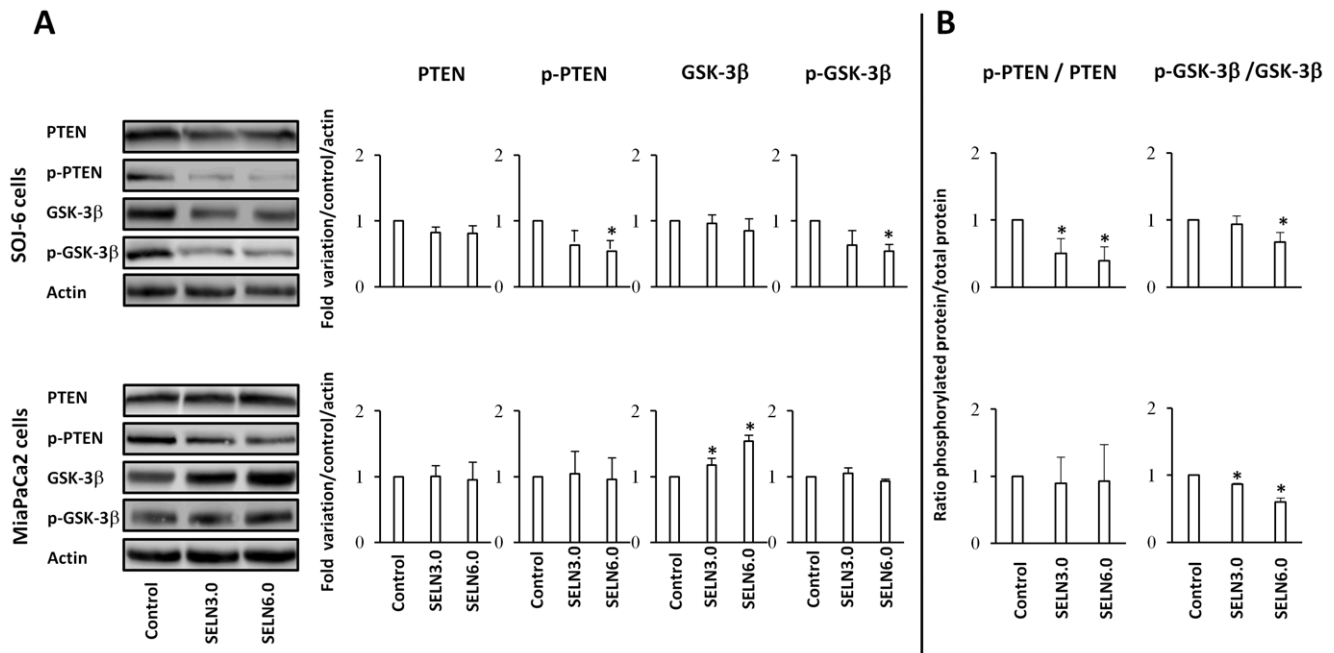 A
B
PTEN
p-PTEN
GSK-3β
p-GSK-3β
p-PTEN / PTEN
p-GSK-3β /GSK-3β
SOJ-6 cells
PTEN
p-PTEN
GSK-3β
p-GSK-3β
Actin
Fold variation/control/actin
2
1
0
2
1
0
2
1
0
2
1
0
2
1
0
2
1
0
*
*
*
*
*
MiaPaCa2 cells
PTEN
p-PTEN
GSK-3β
p-GSK-3β
Actin
Control
SELN3.0
SELN6.0
Fold variation/control/actin
2
1
0
2
1
0
2
1
0
2
1
0
2
1
0
2
1
0
*
*
*
*
Control
SELN3.0
SELN6.0
Control
SELN3.0
SELN6.0
Control
SELN3.0
SELN6.0
Control
SELN3.0
SELN6.0
Ratio phosphorylated protein/total protein
Control
SELN3.0
SELN6.0
Control
SELN3.0
SELN6.0